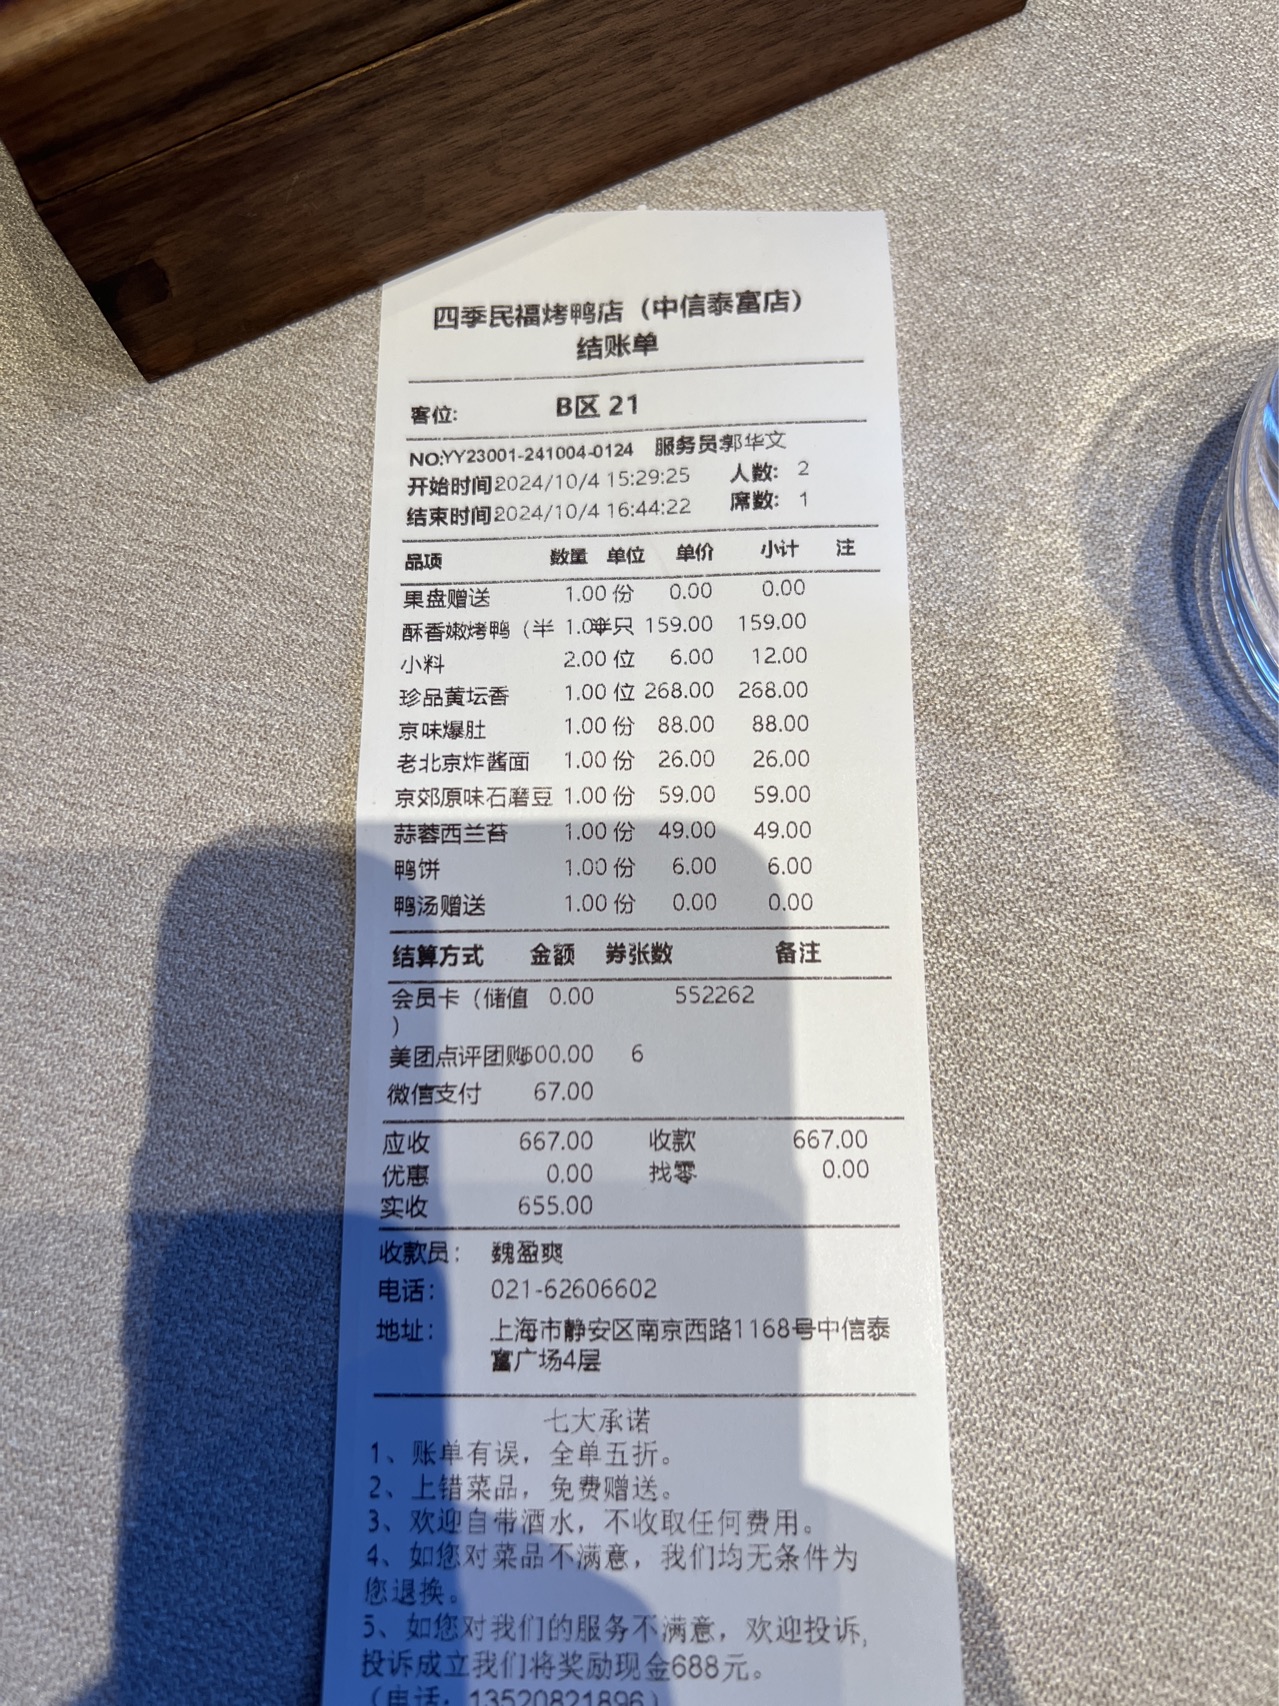 四季民福烤鸭店（中信泰富店）
结账单
客位: B区 21
NO:YY23001-241004-0124 服务员郭华文
开始时间2024/10/4 15:29:25 人数: 2
结束时间2024/10/4 16:44:22 席数: 1
品项 数量 单位 单价 小计 注
果盘赠送 1.00 份 0.00 0.00
酥香嫩烤鸭（半 1.00半只 159.00 159.00
小料 2.00 位 6.00 12.00
珍品黄坛香 1.00 位 268.00 268.00
京味爆肚 1.00 份 88.00 88.00
老北京炸酱面 1.00 份 26.00 26.00
京郊原味石磨豆 1.00 份 59.00 59.00
蒜蓉西兰苔 1.00 份 49.00 49.00
鸭饼 1.00 份 6.00 6.00
鸭汤赠送 1.00 份 0.00 0.00
结算方式 金额 券张数 备注
会员卡（储值 0.00 552262
）
美团点评团购600.00 6
微信支付 67.00
应收 667.00 收款 667.00
优惠 0.00 找零 0.00
实收 655.00
收款员： 魏盈爽
电话： 021-62606602
地址： 上海市静安区南京西路1168号中信泰
富广场4层
七大承诺
1、账单有误，全单五折。
2、上错菜品，免费赠送。
3、欢迎自带酒水，不收取任何费用。
4、如您对菜品不满意，我们均无条件为
您退换。
5、如您对我们的服务不满意，欢迎投诉,
投诉成立我们将奖励现金688元。
（电话：13520821896）